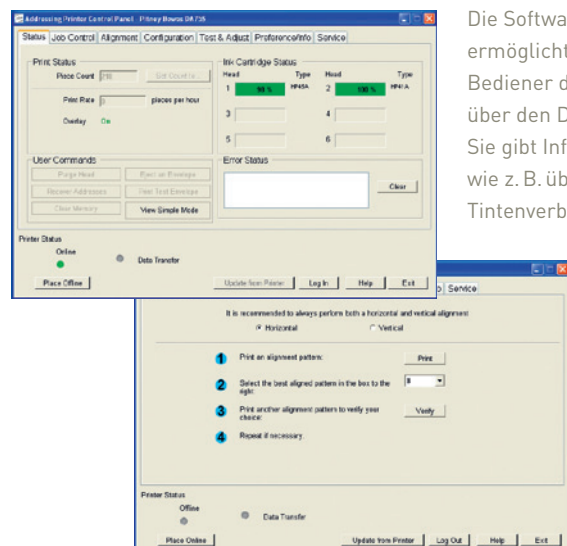 Addressing Printer Control Panel - Pitney Bowes DA
Status Job Control Alignment Configuration Test & Adjust Preference/Info Service
Print Status
Piece Count
Print Rate 0 pieces per hour
Overlay On
Ink Cartridge Status
Head Type Head Type
1 98 % HP45A 2 100 % HP41A
3 4
5 6
User Commands
Purge Head Eject an Envelope
Recover Addresses Print Test Envelope
Clear Memory View Simple Mode
Error Status
Clear
Printer Status
Online
Data Transfer
Place Offline Update from Printer Log In Help Exit
Die Softwa
ermöglicht
Bediener d
über den D
Sie gibt Inf
wie z. B. üb
Tintenverb
Service
It is recommended to always perform both a horizontal and vertical alignment
Horizontal Vertical
1 Print an alignment pattern: Print
2 Select the best aligned pattern in the box to the
right: 8
3 Print another alignment pattern to verify your
choice: Verify
4 Repeat if necessary.
Printer Status
Offline
Data Transfer
Place Online Update from Printer Log Out Help Exit